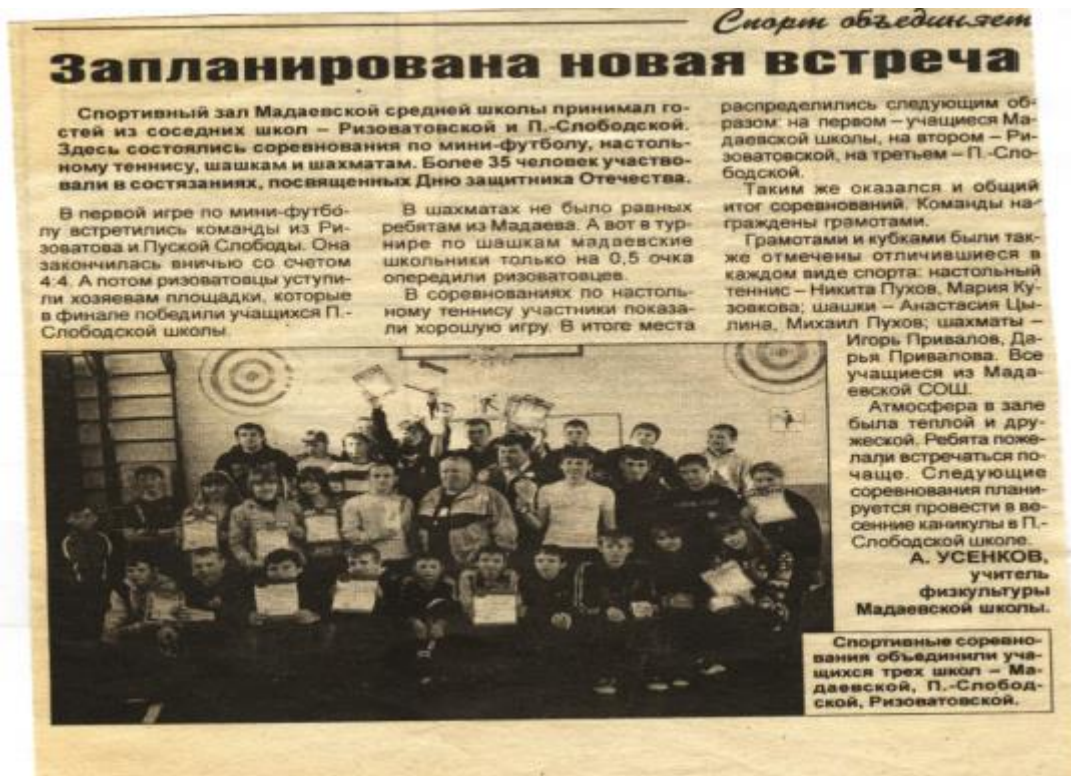 Спорт объединяет
Запланирована новая встреча
Спортивный зал Мадаевской средней школы принимал го-
стей из соседних школ – Ризоватовской и П.-Слободской.
Здесь состоялись соревнования по мини-футболу, настоль-
ному теннису, шашкам и шахматам. Более 35 человек участво-
вали в состязаниях, посвященных Дню защитника Отечества.
В первой игре по мини-футбо-
лу встретились команды из Ри-
зоватова и Пуской Слободы. Она
закончилась вничью со счетом
4:4. А потом ризоватовцы уступи-
ли хозяевам площадки, которые
в финале победили учащихся П.-
Слободской школы.
В шахматах не было равных
ребятам из Мадаева. А вот в тур-
нире по шашкам мадаевские
школьники только на 0,5 очка
опередили ризоватовцев.
В соревнованиях по настоль-
ному теннису участники показа-
ли хорошую игру. В итоге места
распределились следующим об-
разом: на первом – учащиеся Ма-
даевской школы, на втором – Ри-
зоватовской, на третьем – П.-Сло-
бодской.
Таким же оказался и общий
итог соревнований. Команды на-
граждены грамотами.
Грамотами и кубками были так-
же отмечены отличившиеся в
каждом виде спорта: настольный
теннис – Никита Пухов, Мария Ку-
зовкова; шашки – Анастасия Цы-
лина, Михаил Пухов; шахматы –
Игорь Привалов, Да-
рья Привалова. Все
учащиеся из Мада-
евской СОШ.
Атмосфера в зале
была теплой и дру-
жеской. Ребята поже-
лали встречаться по-
чаще. Следующие
соревнования плани-
руется провести в ве-
сенние каникулы в П.-
Слободской школе.
А. УСЕНКОВ,
учитель
физкультуры
Мадаевской школы.
Спортивные соревно-
вания объединили уча-
щихся трех школ – Ма-
даевской, П.-Слобод-
ской, Ризоватовской.